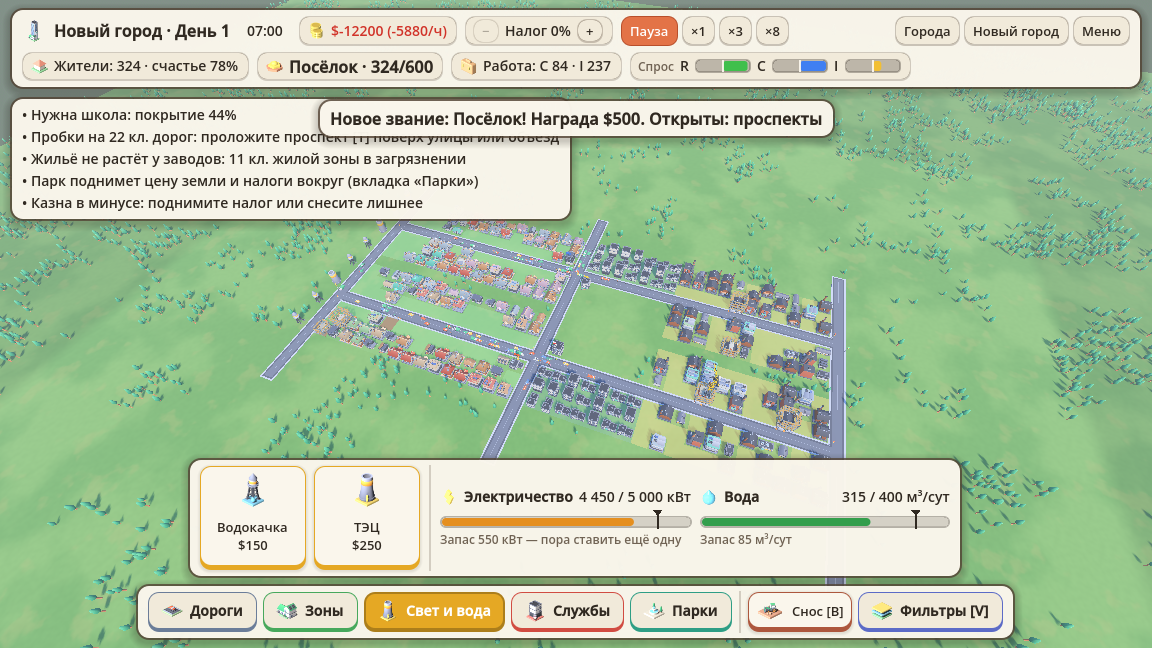 Новый город · День 1 07:00 $-12200 (-5880/ч) − Налог 0% + Пауза ×1 ×3 ×8 Города Новый город Меню
Жители: 324 · счастье 78% Посёлок · 324/600 Работа: C 84 · I 237 Спрос R C I
• Нужна школа: покрытие 44%
Новое звание: Посёлок! Награда $500. Открыты: проспекты
• Пробки на 22 кл. дорог: проложите проспект [T] поверх улицы или объезд
• Жильё не растёт у заводов: 11 кл. жилой зоны в загрязнении
• Парк поднимет цену земли и налоги вокруг (вкладка «Парки»)
• Казна в минусе: поднимите налог или снесите лишнее
Водокачка
$150
ТЭЦ
$250
Электричество 4 450 / 5 000 кВт
Запас 550 кВт — пора ставить ещё одну
Вода 315 / 400 м³/сут
Запас 85 м³/сут
Дороги Зоны Свет и вода Службы Парки Снос [B] Фильтры [V]